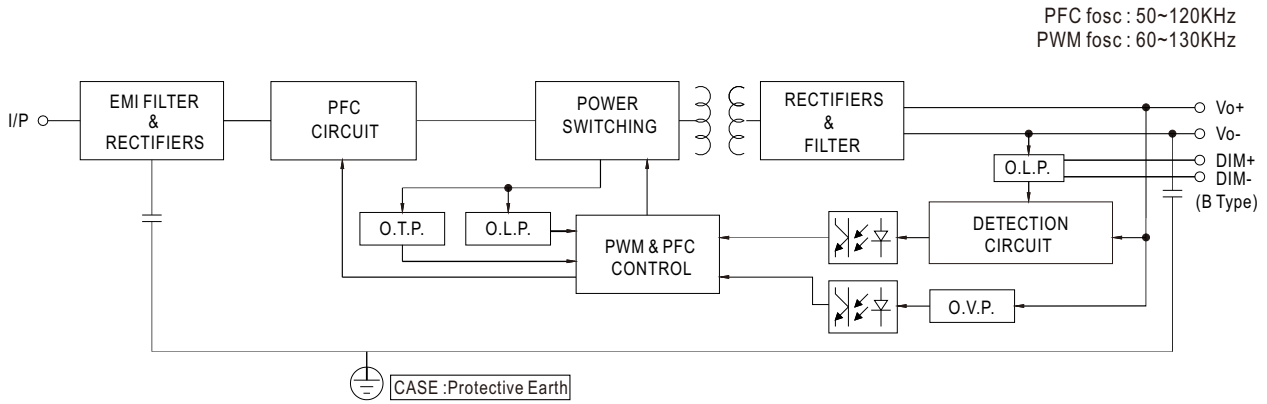 PFC fosc : 50~120KHz
PWM fosc : 60~130KHz
I/P
EMI FILTER
&
RECTIFIERS
PFC
CIRCUIT
POWER
SWITCHING
RECTIFIERS
&
FILTER
Vo+
Vo-
DIM+
DIM-
(B Type)
O.L.P.
O.T.P.
O.L.P.
PWM & PFC
CONTROL
DETECTION
CIRCUIT
O.V.P.
CASE :Protective Earth